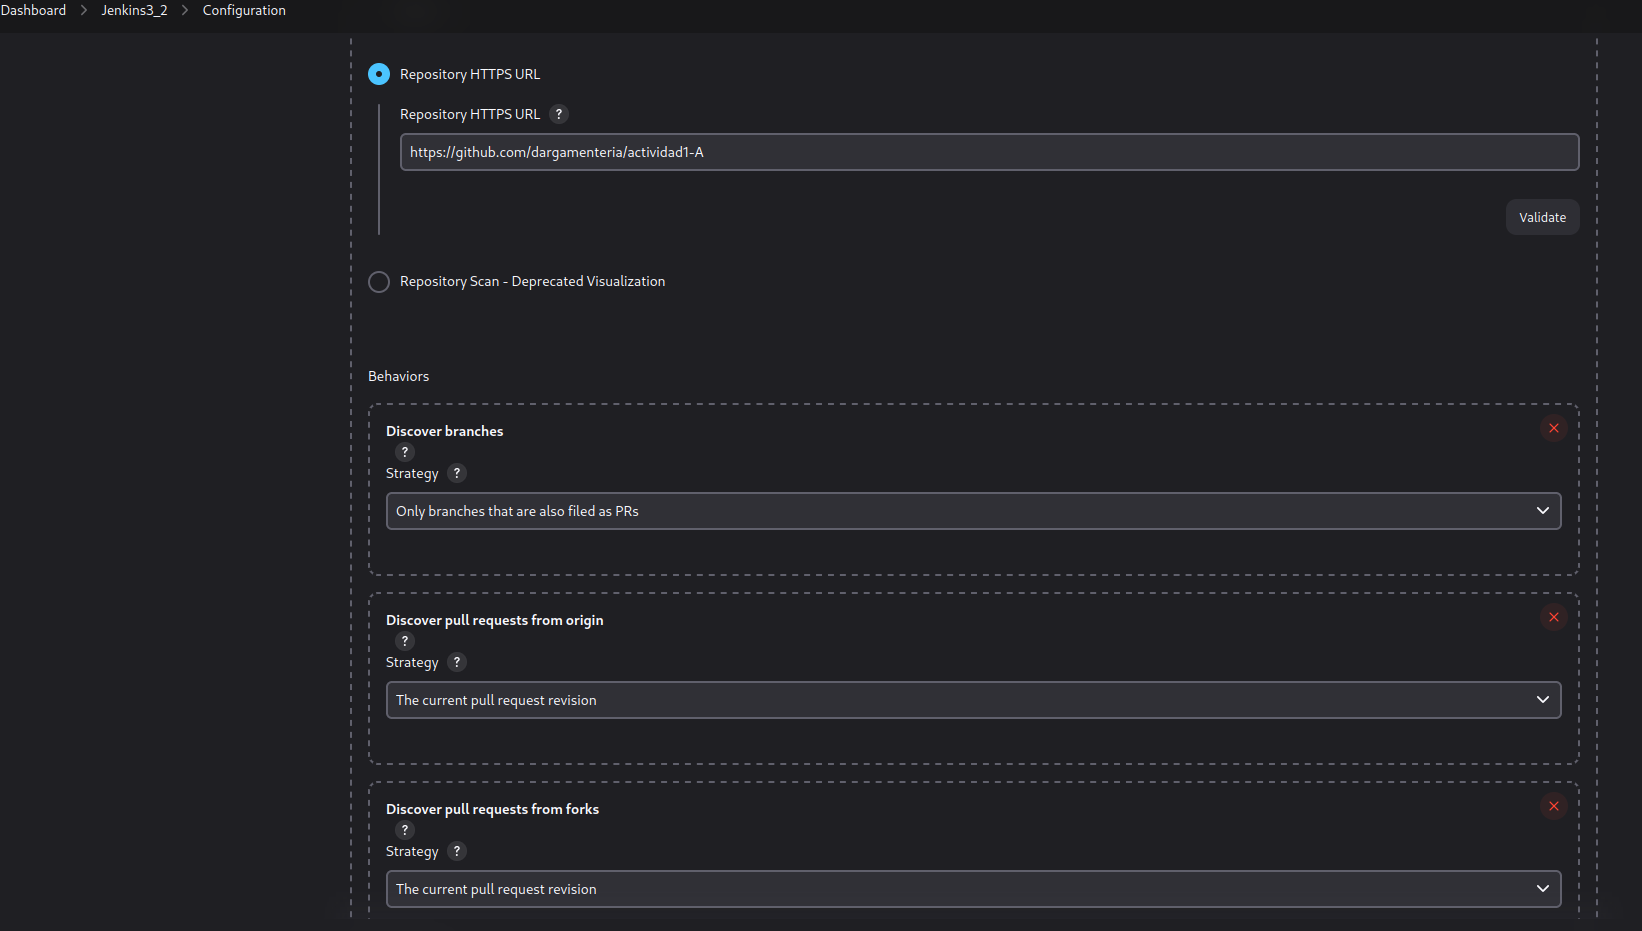 Dashboard > Jenkins3_2 > Configuration
Repository HTTPS URL
Repository HTTPS URL ?
https://github.com/dargamenteria/actividad1-A
Validate
Repository Scan - Deprecated Visualization
Behaviors
Discover branches
?
Strategy ?
Only branches that are also filed as PRs
Discover pull requests from origin
?
Strategy ?
The current pull request revision
Discover pull requests from forks
?
Strategy ?
The current pull request revision